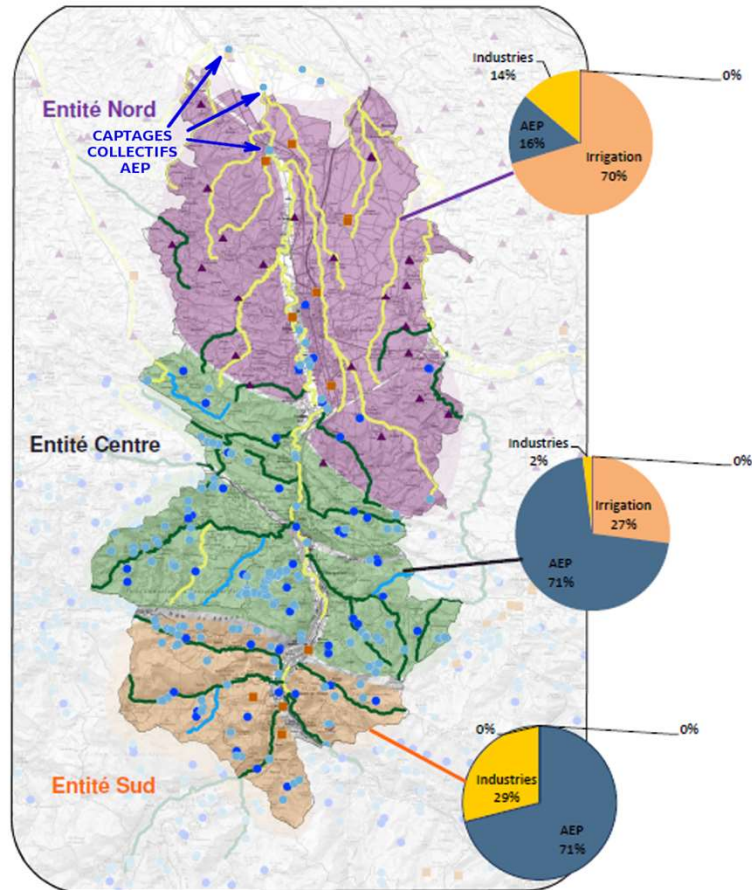 Industries
14%
0%
Entité Nord
CAPTAGES
COLLECTIFS
AEP
AEP
16%
Irrigation
70%
Entité Centre
Industries
2%
0%
Irrigation
27%
AEP
71%
0%
0%
Industries
29%
Entité Sud
AEP
71%